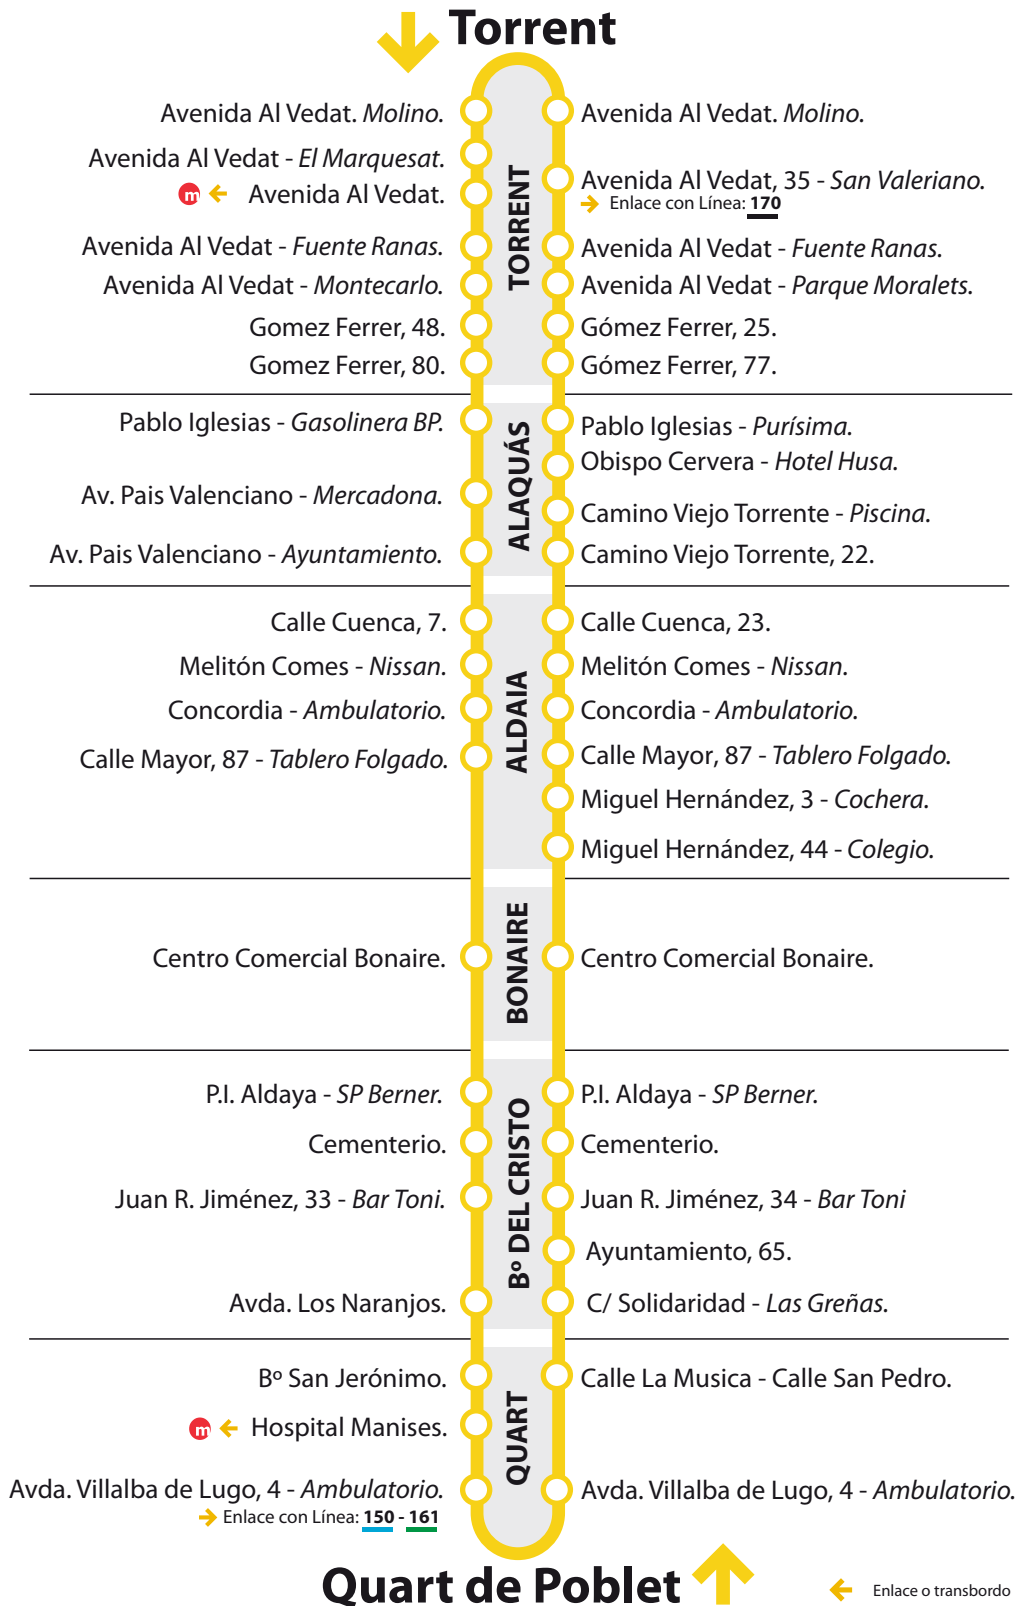 Torrent
Avenida Al Vedat. Molino.
Avenida Al Vedat. Molino.
Avenida Al Vedat - El Marquesat.
Avenida Al Vedat, 35 - San Valeriano.
m Avenida Al Vedat.
Enlace con Línea: 170
TORRENT
Avenida Al Vedat - Fuente Ranas.
Avenida Al Vedat - Fuente Ranas.
Avenida Al Vedat - Montecarlo.
Avenida Al Vedat - Parque Moralets.
Gomez Ferrer, 48.
Gómez Ferrer, 25.
Gomez Ferrer, 80.
Gómez Ferrer, 77.
Pablo Iglesias - Gasolinera BP.
Pablo Iglesias - Purísima.
Obispo Cervera - Hotel Husa.
ALAQUÁS
Av. Pais Valenciano - Mercadona.
Camino Viejo Torrente - Piscina.
Av. Pais Valenciano - Ayuntamiento.
Camino Viejo Torrente, 22.
Calle Cuenca, 7.
Calle Cuenca, 23.
Melitón Comes - Nissan.
Melitón Comes - Nissan.
ALDAIA
Concordia - Ambulatorio.
Concordia - Ambulatorio.
Calle Mayor, 87 - Tablero Folgado.
Calle Mayor, 87 - Tablero Folgado.
Miguel Hernández, 3 - Cochera.
Miguel Hernández, 44 - Colegio.
BONAIRE
Centro Comercial Bonaire.
Centro Comercial Bonaire.
P.I. Aldaya - SP Berner.
P.I. Aldaya - SP Berner.
Cementerio.
Cementerio.
Bº DEL CRISTO
Juan R. Jiménez, 33 - Bar Toni.
Juan R. Jiménez, 34 - Bar Toni
Ayuntamiento, 65.
Avda. Los Naranjos.
C/ Solidaridad - Las Greñas.
Bº San Jerónimo.
Calle La Musica - Calle San Pedro.
QUART
m Hospital Manises.
Avda. Villalba de Lugo, 4 - Ambulatorio.
Avda. Villalba de Lugo, 4 - Ambulatorio.
Enlace con Línea: 150 - 161
Quart de Poblet
Enlace o transbordo